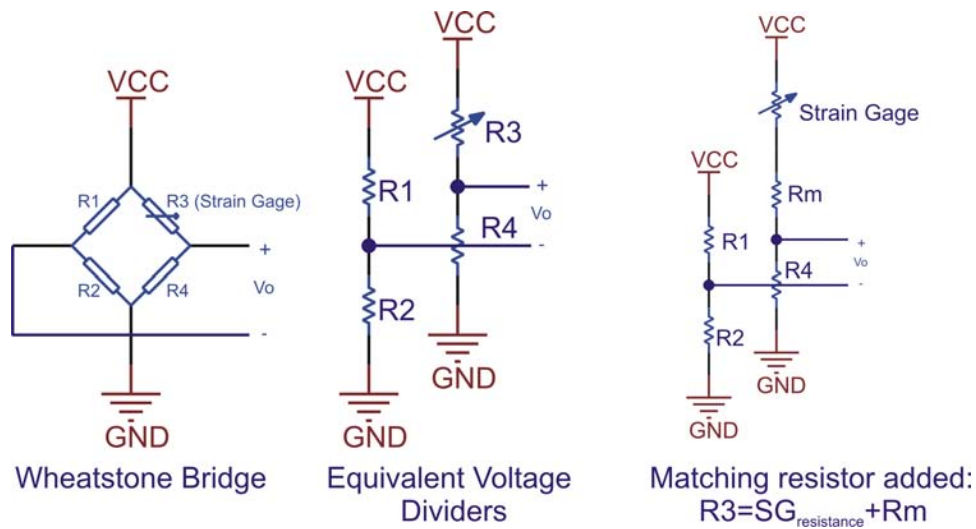 VCC
R1
R3 (Strain Gage)
R2
R4
+
Vo
-
GND
Wheatstone Bridge
VCC
VCC
R3
R1
+
Vo
R4
-
R2
GND
GND
Equivalent Voltage
Dividers
VCC
Strain Gage
VCC
Rm
R1
+
Vo
R4
-
R2
GND
GND
Matching resistor added:
R3=SGresistance+Rm